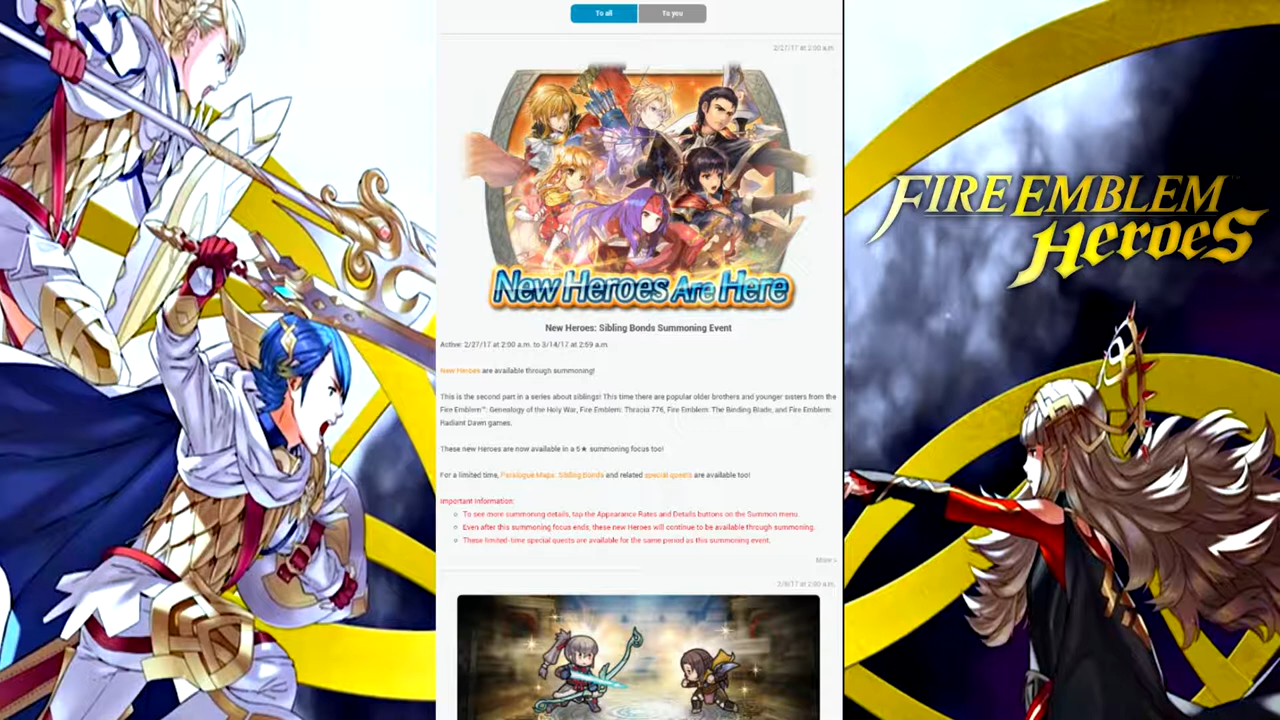 To all
To you
2/27/17 at 2:00 a.m.
New Heroes Are Here
New Heroes: Sibling Bonds Summoning Event
Active: 2/27/17 at 2:00 a.m. to 3/14/17 at 2:59 a.m.
New Heroes are available through summoning!
This is the second part in a series about siblings! This time there are popular older brothers and younger sisters from the
Fire Emblem™: Genealogy of the Holy War, Fire Emblem: Thracia 776, Fire Emblem: The Binding Blade, and Fire Emblem:
Radiant Dawn games.
These new Heroes are now available in a 5★ summoning focus too!
For a limited time, Paralogue Maps: Sibling Bonds and related special quests are available too!
Important Information:
To see more summoning details, tap the Appearance Rates and Details buttons on the Summon menu.
Even after this summoning focus ends, these new Heroes will continue to be available through summoning.
These limited-time special quests are available for the same period as this summoning event.
More >
at 2:00 a.m.
FIRE EMBLEM
Heroes